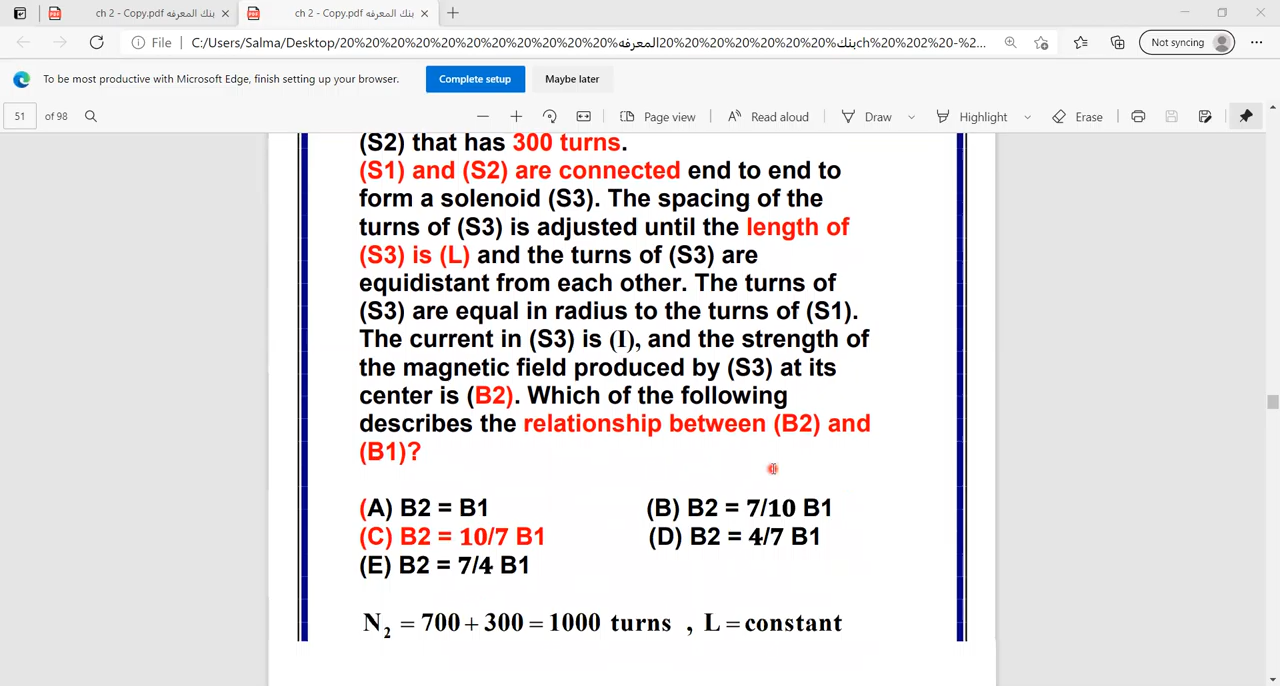 ch 2 - Copy.pdf بنك المعرفه
ch 2 - Copy.pdf بنك المعرفه
File
C:/Users/Salma/Desktop/20%20%20%20%20%20%20%20%20%20%20%20المعرفه%20%20%20%20%20%20%20بنك%20ch%202%20-%2...
Not syncing
To be most productive with Microsoft Edge, finish setting up your browser.
Complete setup
Maybe later
51 of 98
Page view
Read aloud
Draw
Highlight
Erase
(S2) that has 300 turns.
(S1) and (S2) are connected end to end to
form a solenoid (S3). The spacing of the
turns of (S3) is adjusted until the length of
(S3) is (L) and the turns of (S3) are
equidistant from each other. The turns of
(S3) are equal in radius to the turns of (S1).
The current in (S3) is (I), and the strength of
the magnetic field produced by (S3) at its
center is (B2). Which of the following
describes the relationship between (B2) and
(B1)?
(A) B2 = B1 (B) B2 = 7/10 B1
(C) B2 = 10/7 B1 (D) B2 = 4/7 B1
(E) B2 = 7/4 B1
N₂ = 700 + 300 = 1000 turns , L = constant